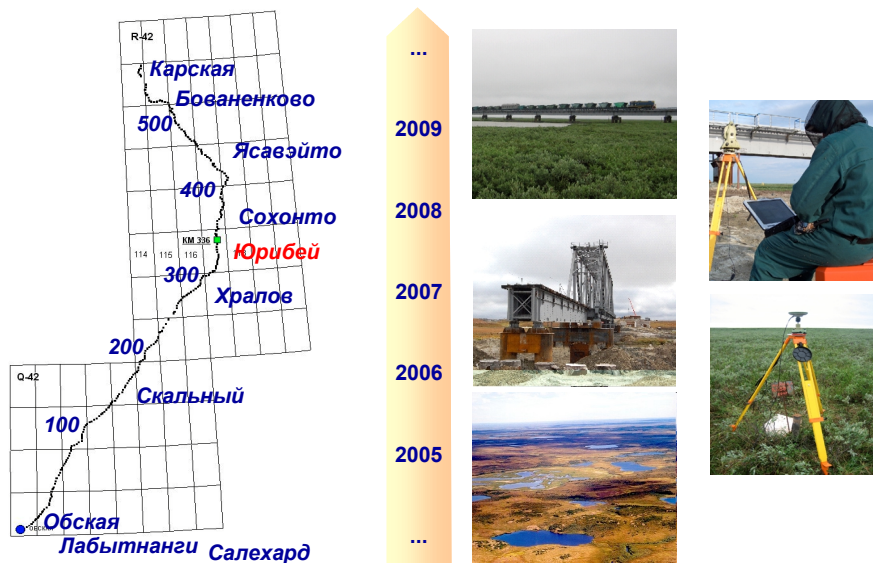 R-42
Карская
Бованенково
500
Ясавэйто
400
Сохонто
КМ 336
Юрибей
114 115 116
300
Хралов
200
Q-42
Скальный
100
Обская
Лабытнанги
Салехард
...
2009
2008
2007
2006
2005
...